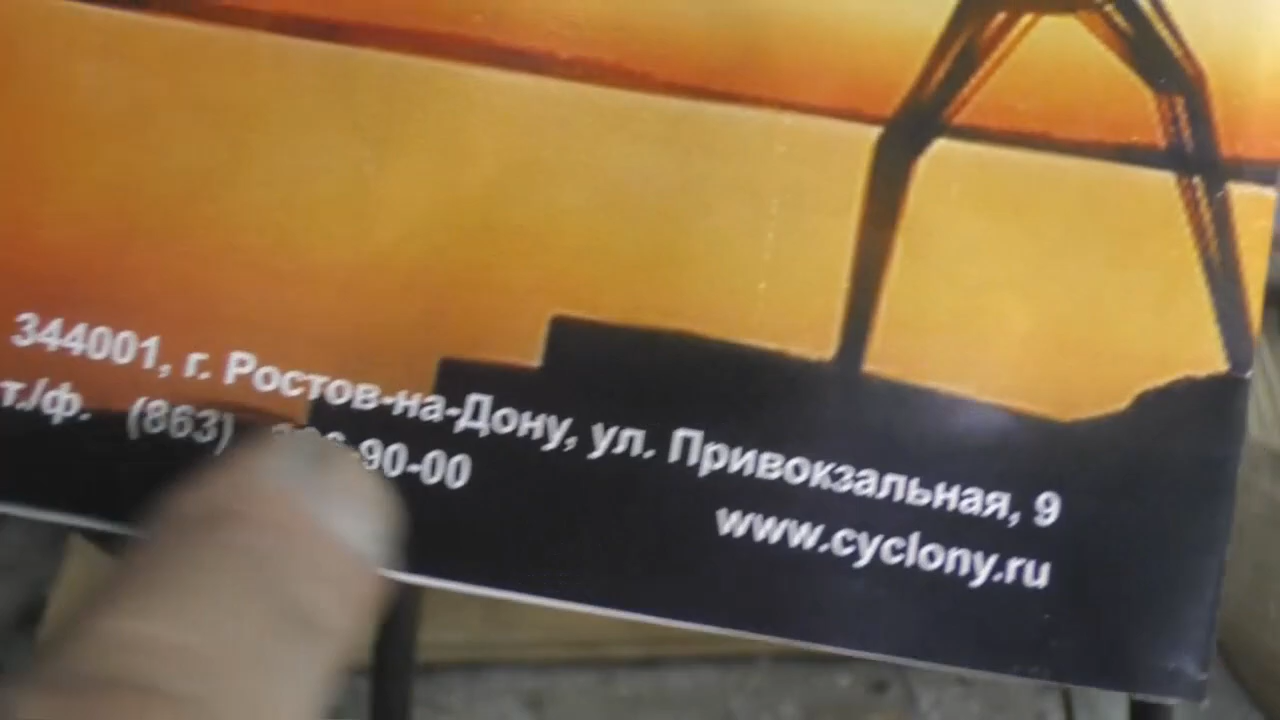 344001, г. Ростов-на-Дону, ул. Привокзальная, 9
т./ф. (863) 90-00
www.cyclony.ru